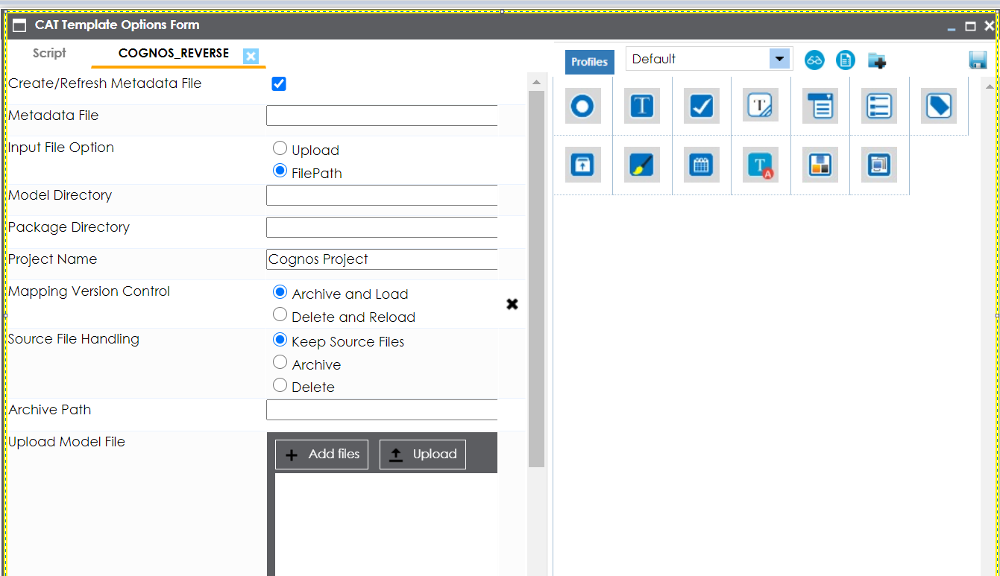 CAT Template Options Form
Script
COGNOS_REVERSE
Profiles
Default
Create/Refresh Metadata File
Metadata File
Input File Option
Upload
FilePath
Model Directory
Package Directory
Project Name
Cognos Project
Mapping Version Control
Archive and Load
Delete and Reload
Source File Handling
Keep Source Files
Archive
Delete
Archive Path
Upload Model File
Add files
Upload
T
T
T
A